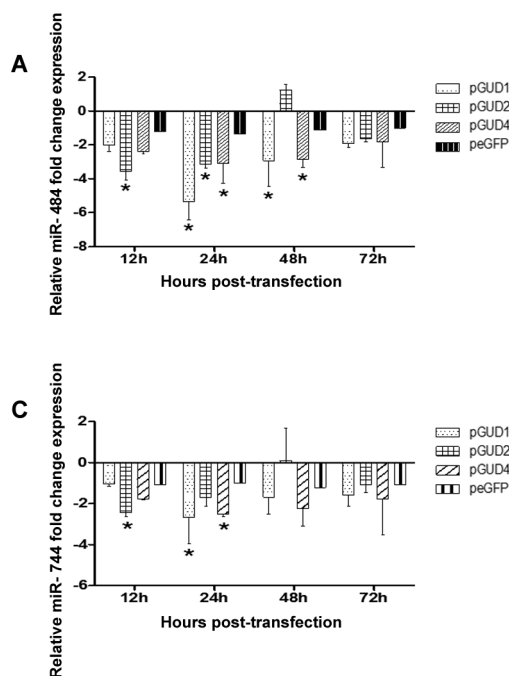 A
Relative miR- 484 fold change expression
2
0
-2
-4
-6
-8
*
*
*
*
*
*
12h
24h
48h
72h
Hours post-transfection
pGUD1
pGUD2
pGUD4
peGFP
C
Relative miR- 744 fold change expression
2
0
-2
-4
-6
*
*
*
12h
24h
48h
72h
Hours post-transfection
pGUD1
pGUD2
pGUD4
peGFP